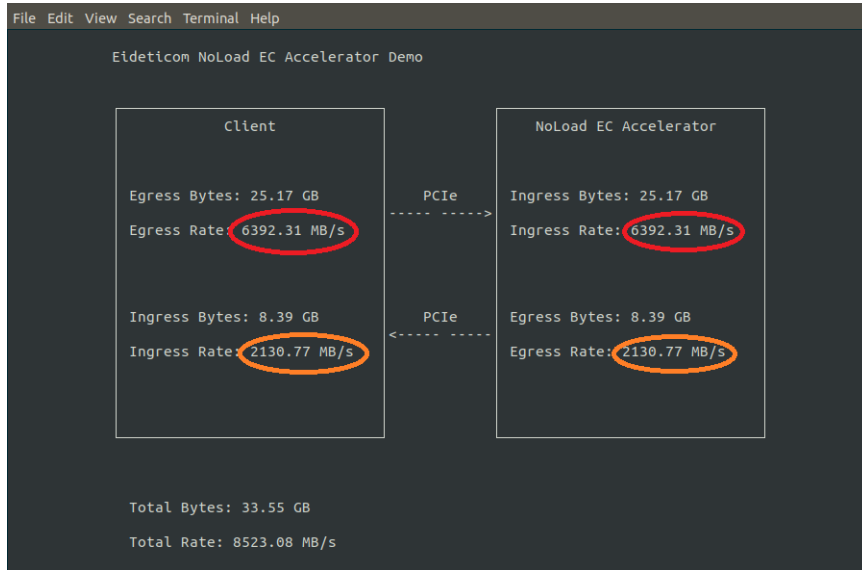 File Edit View Search Terminal Help
Eideticom NoLoad EC Accelerator Demo
Client
Egress Bytes: 25.17 GB
Egress Rate: 6392.31 MB/s
Ingress Bytes: 8.39 GB
Ingress Rate: 2130.77 MB/s
PCIe
----- ----->
PCIe
<----- -----
NoLoad EC Accelerator
Ingress Bytes: 25.17 GB
Ingress Rate: 6392.31 MB/s
Egress Bytes: 8.39 GB
Egress Rate: 2130.77 MB/s
Total Bytes: 33.55 GB
Total Rate: 8523.08 MB/s